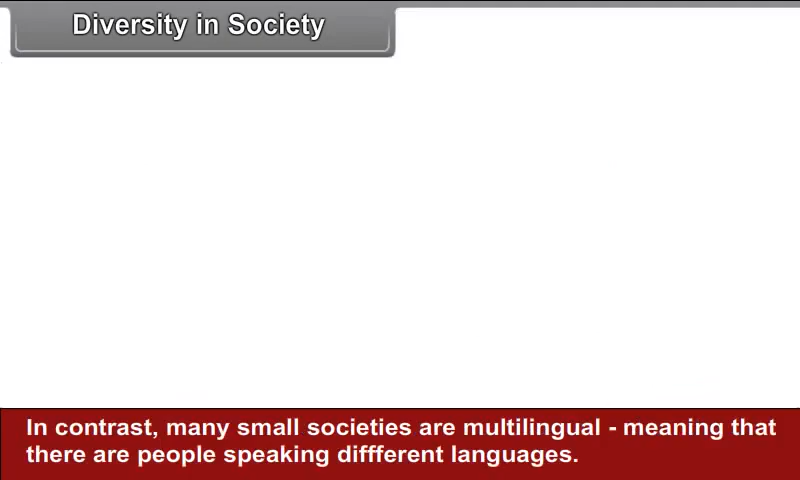 Diversity in Society
In contrast, many small societies are multilingual - meaning that
there are people speaking diffferent languages.